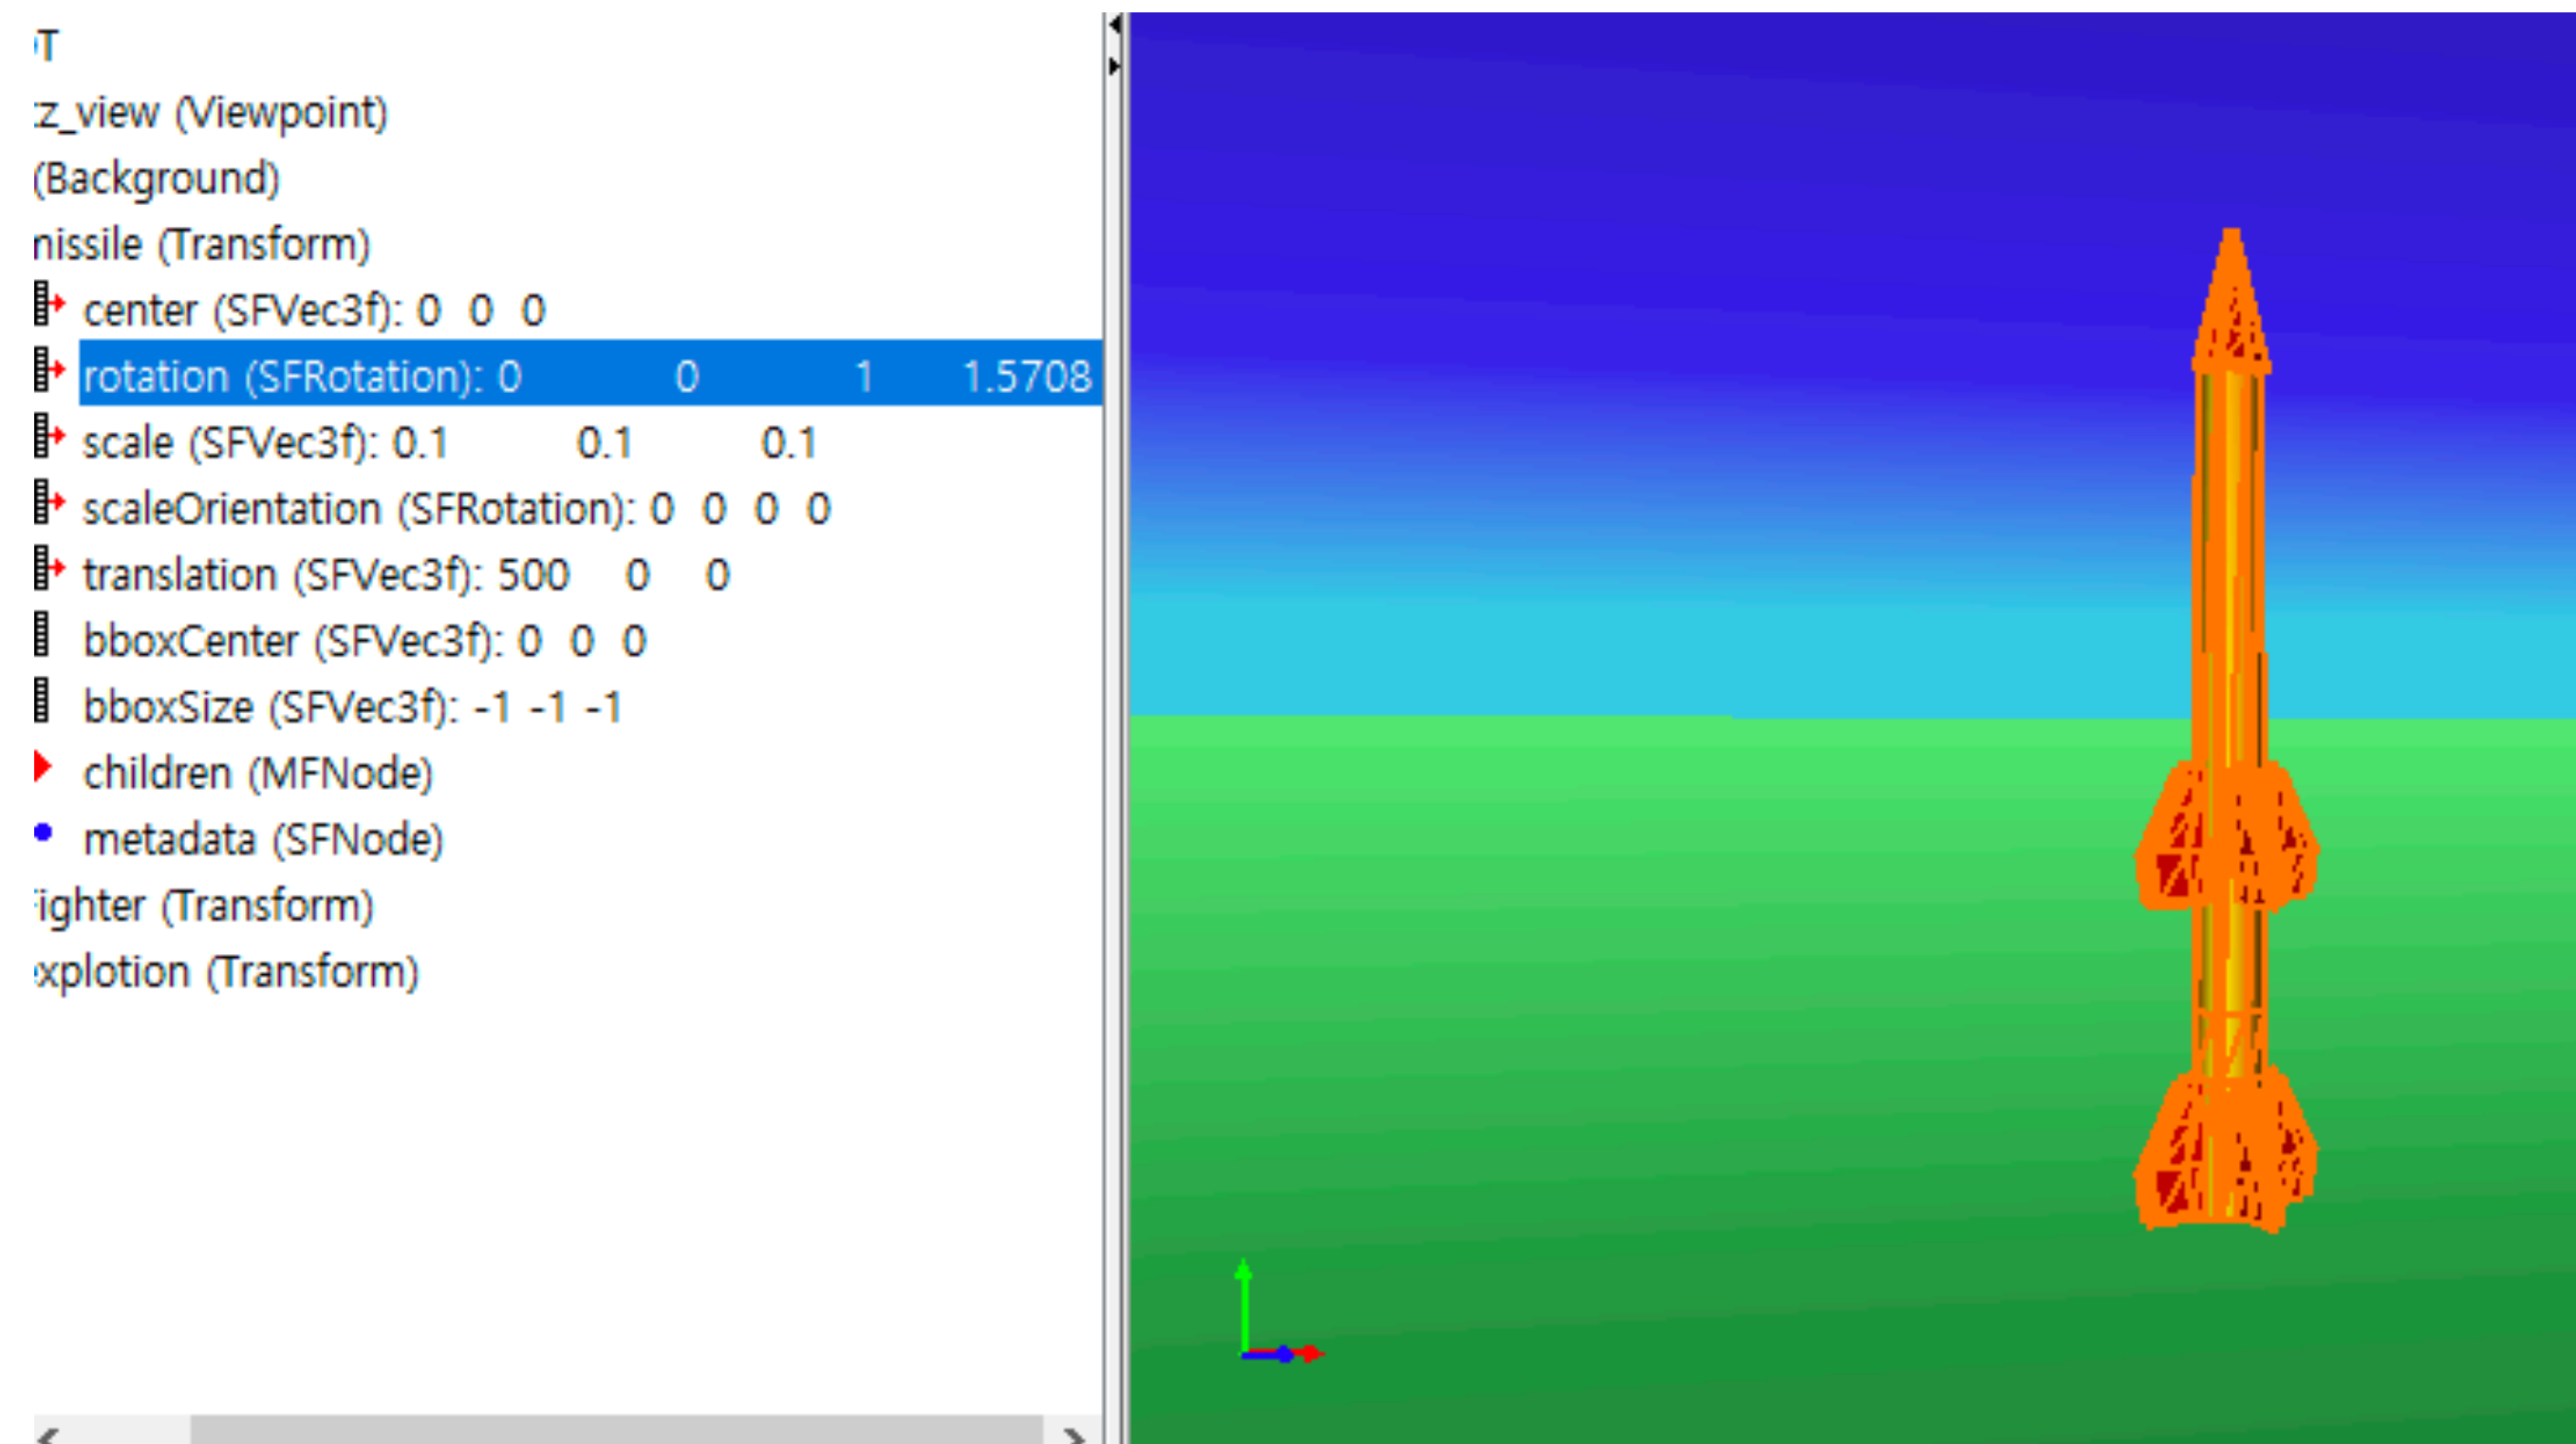 T
z_view (Viewpoint)
(Background)
missile (Transform)
center (SFVec3f): 0 0 0
rotation (SFRotation): 0 0 1 1.5708
scale (SFVec3f): 0.1 0.1 0.1
scaleOrientation (SFRotation): 0 0 0 0
translation (SFVec3f): 500 0 0
bboxCenter (SFVec3f): 0 0 0
bboxSize (SFVec3f): -1 -1 -1
children (MFNode)
metadata (SFNode)
ighter (Transform)
xplotion (Transform)